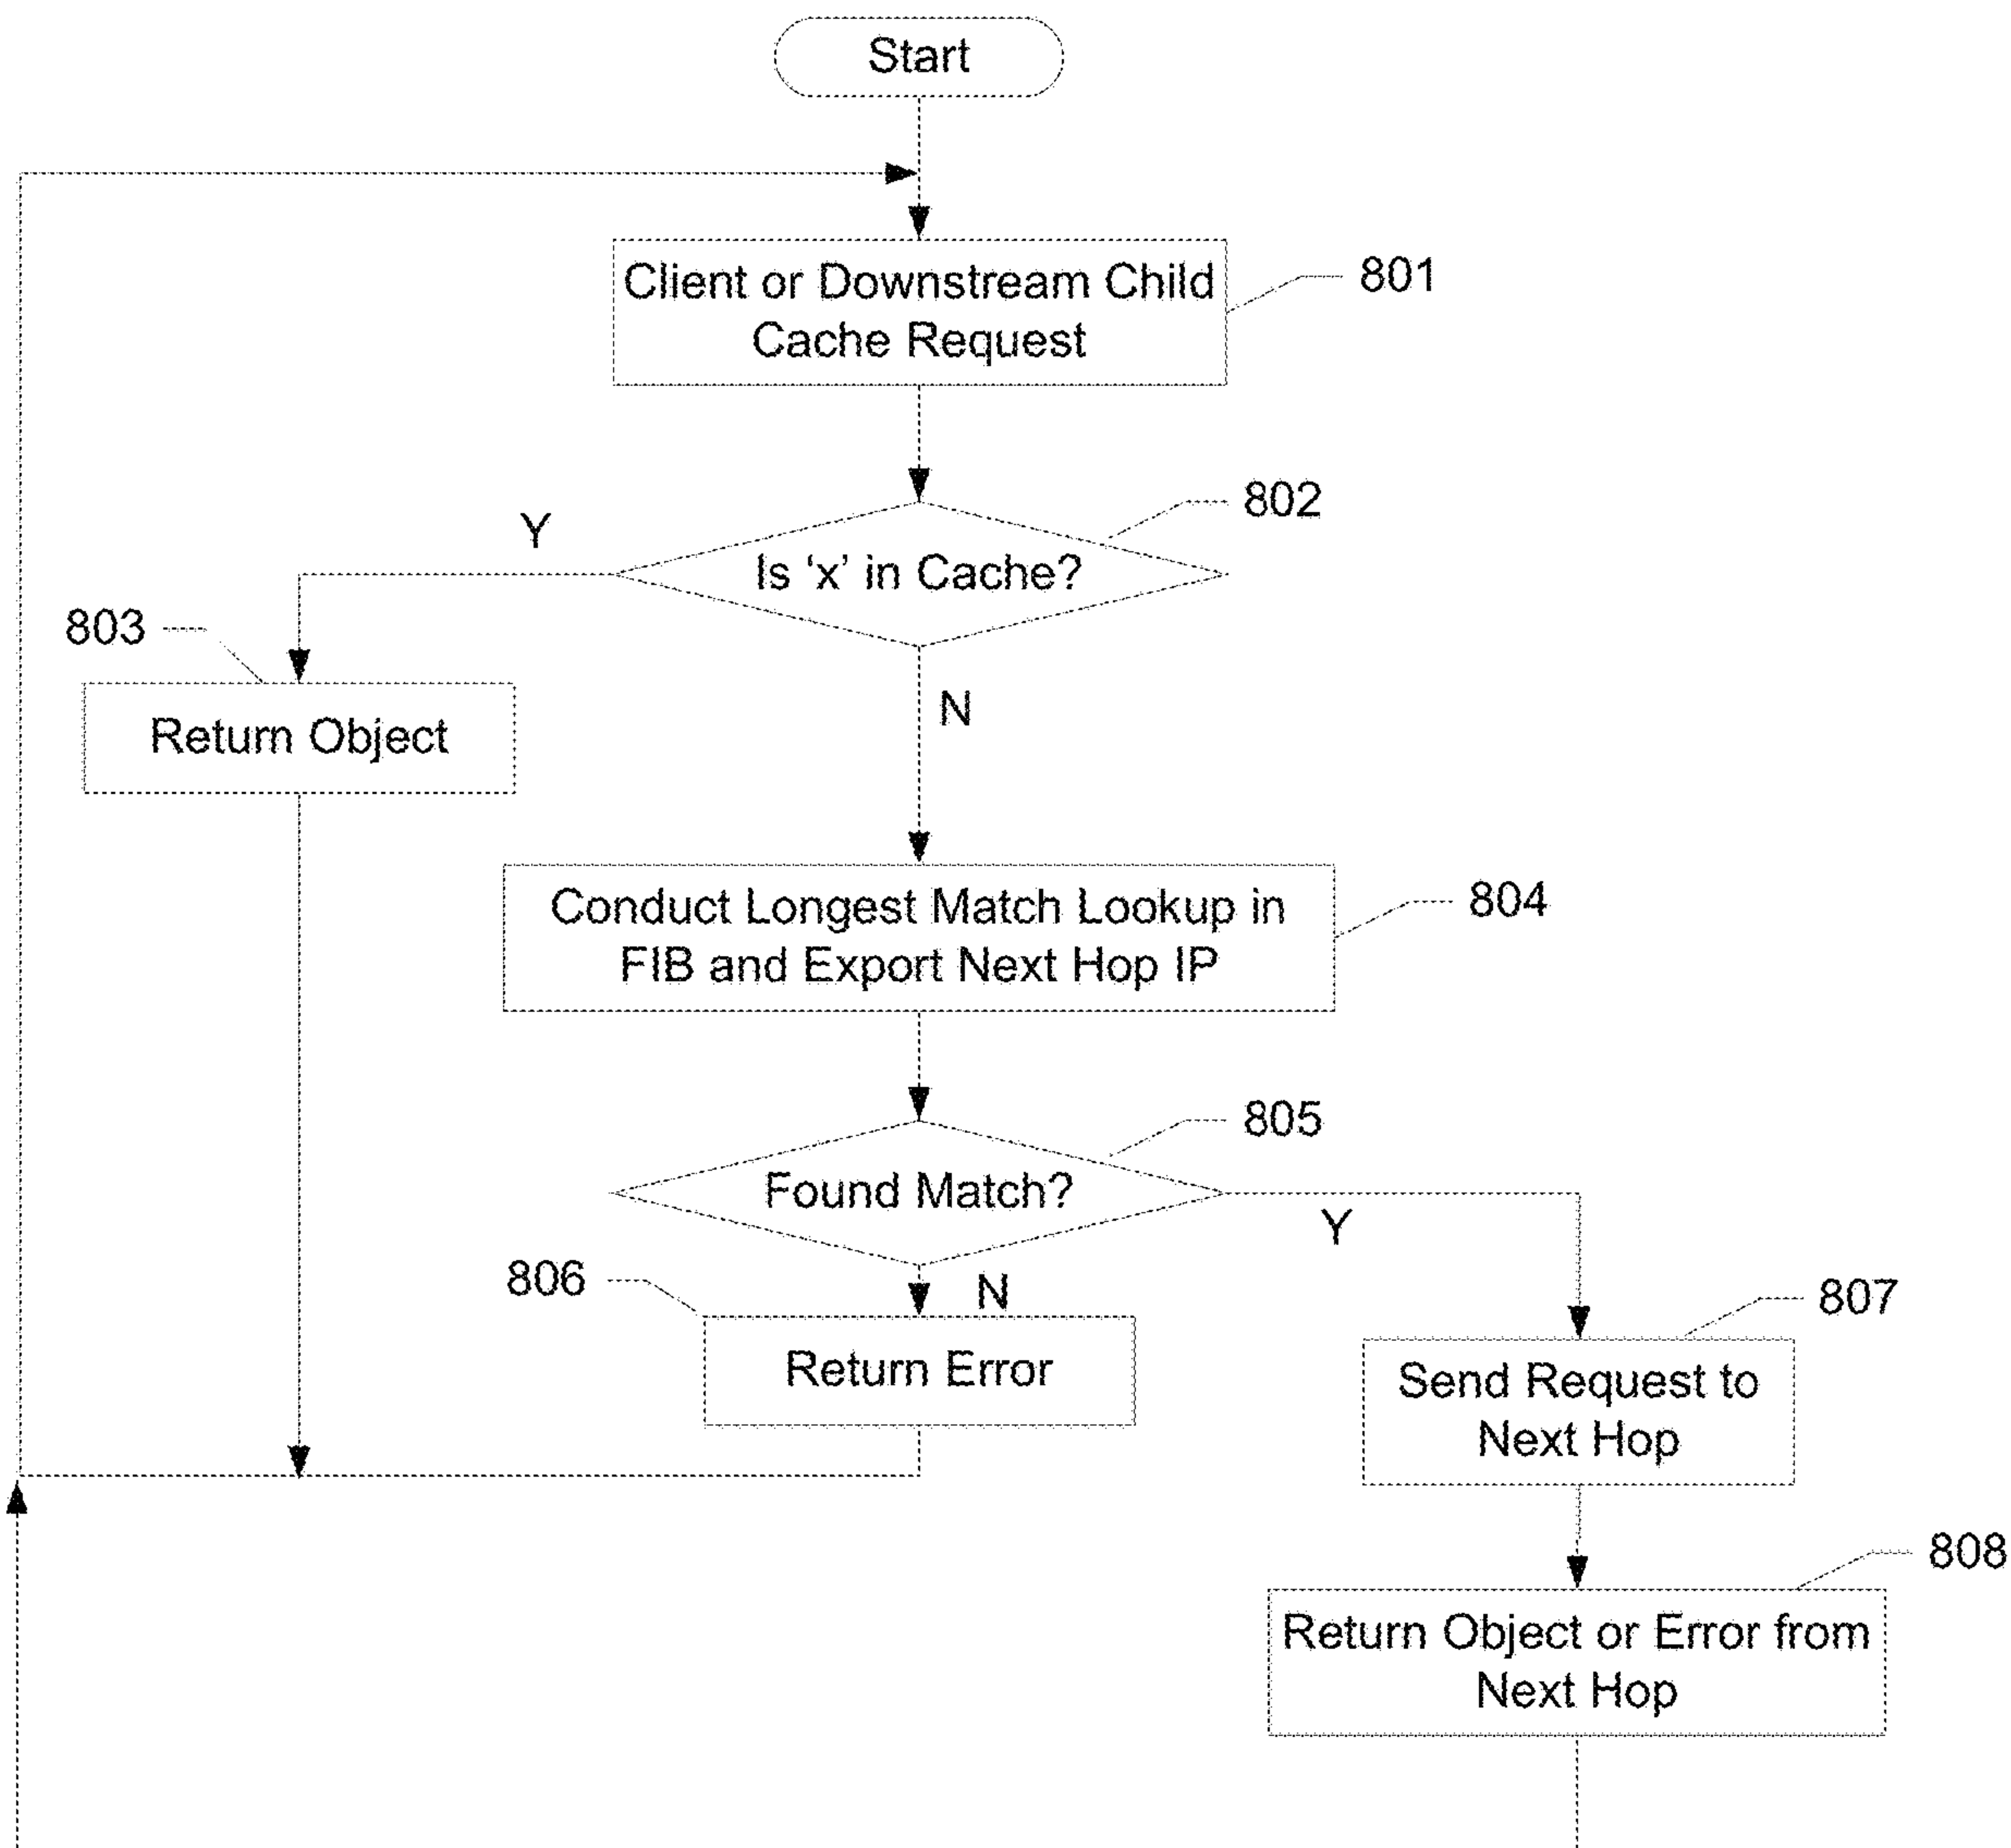 Start
Client or Downstream Child
Cache Request
801
802
Is ‘x’ in Cache?
Y
803
Return Object
N
Conduct Longest Match Lookup in
FIB and Export Next Hop IP
804
805
Found Match?
Y
806
N
Return Error
807
Send Request to
Next Hop
808
Return Object or Error from
Next Hop